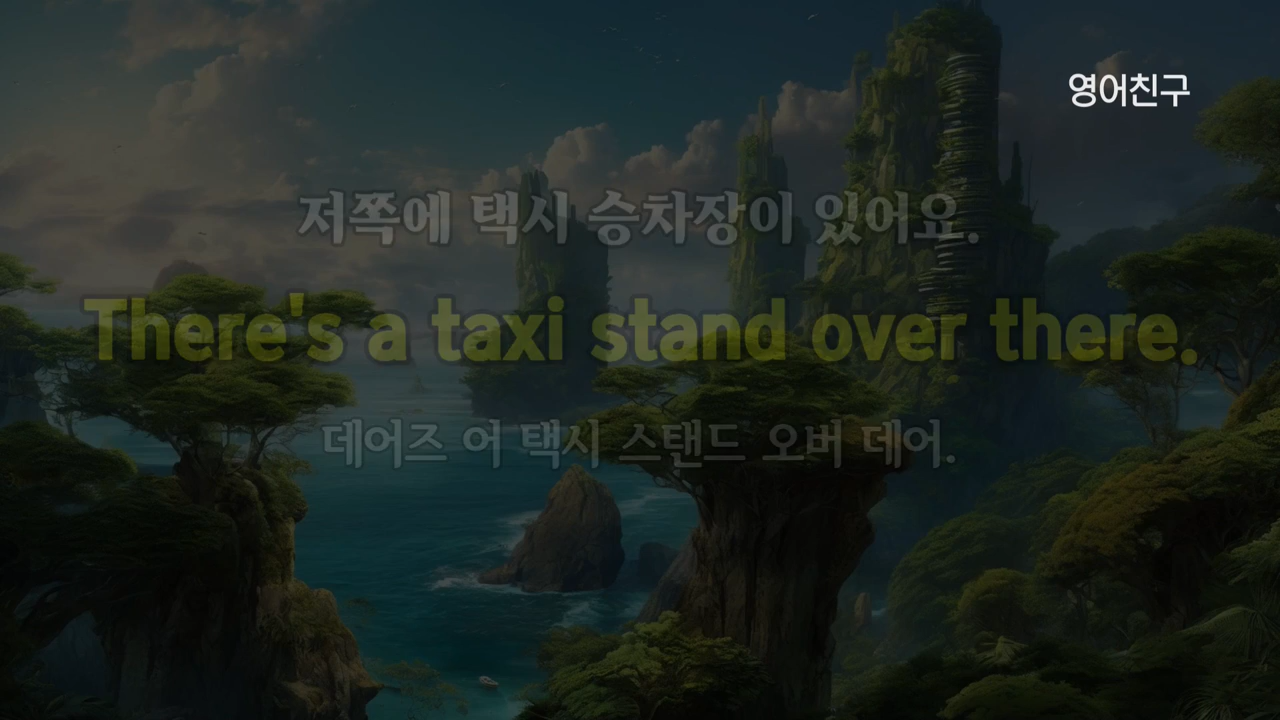 영어친구
저쪽에 택시 승차장이 있어요.
There's a taxi stand over there.
데어즈 어 택시 스탠드 오버 데어.